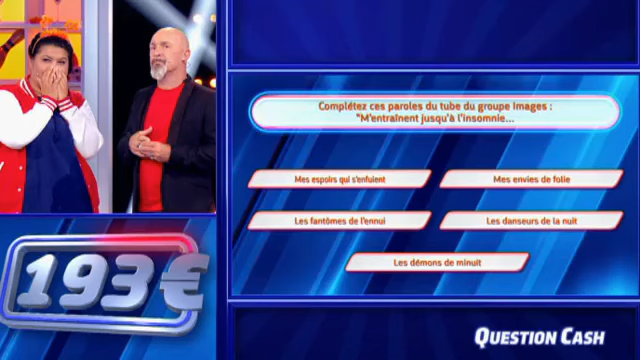 Complétez ces paroles du tube du groupe Images :
"M'entraînent jusqu'à l'insomnie...
Mes espoirs qui s'enfuient
Mes envies de folie
Les fantômes de l'ennui
Les danseurs de la nuit
Les démons de minuit
193€
QUESTION CASH